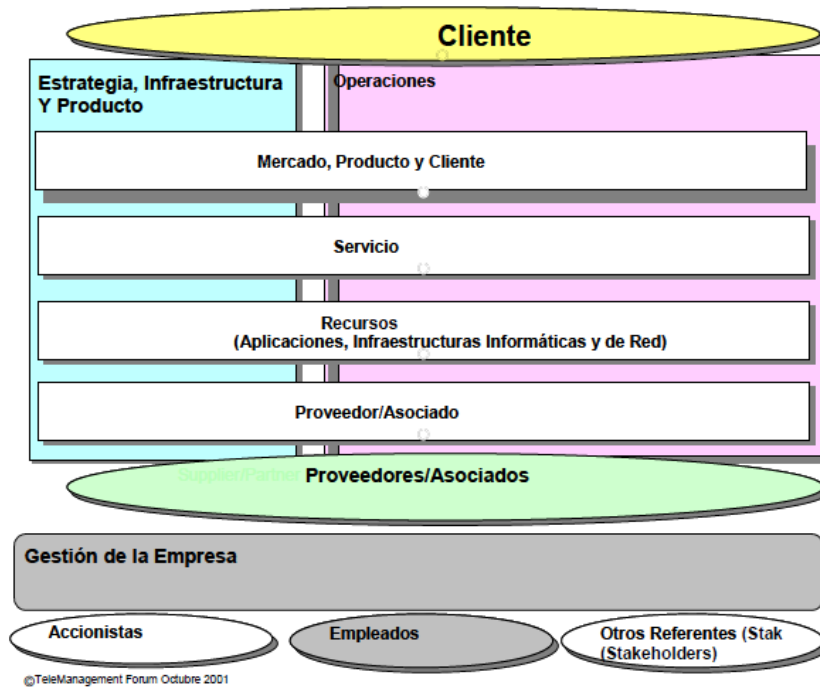 Cliente
Estrategia, Infraestructura
Y Producto
Operaciones
Mercado, Producto y Cliente
Servicio
Recursos
(Aplicaciones, Infraestructuras Informáticas y de Red)
Proveedor/Asociado
Supplier/Partner
Proveedores/Asociados
Gestión de la Empresa
Accionistas
Empleados
Otros Referentes (Stak
(Stakeholders)
©TeleManagement Forum Octubre 2001